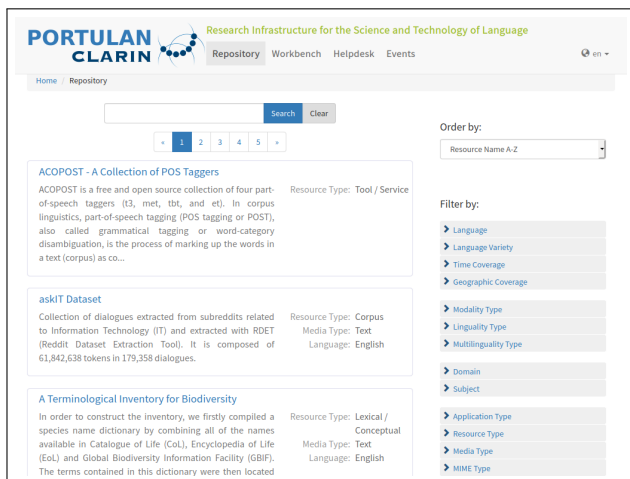 PORTULAN
CLARIN
Research Infrastructure for the Science and Technology of Language
Repository Workbench Helpdesk Events
en
Home / Repository
Search Clear
« 1 2 3 4 5 »
ACOPOST - A Collection of POS Taggers
ACOPOST is a free and open source collection of four part-
of-speech taggers (t3, met, tbt, and et). In corpus
linguistics, part-of-speech tagging (POS tagging or POST),
also called grammatical tagging or word-category
disambiguation, is the process of marking up the words in
a text (corpus) as co...
Resource Type: Tool / Service
askIT Dataset
Collection of dialogues extracted from subreddits related
to Information Technology (IT) and extracted with RDET
(Reddit Dataset Extraction Tool). It is composed of
61,842,638 tokens in 179,358 dialogues.
Resource Type: Corpus
Media Type: Text
Language: English
A Terminological Inventory for Biodiversity
In order to construct the inventory, we firstly compiled a
species name dictionary by combining all of the names
available in Catalogue of Life (CoL), Encyclopedia of Life
(EoL) and Global Biodiversity Information Facility (GBIF).
The terms contained in this dictionary were then located
Resource Type: Lexical /
Conceptual
Media Type: Text
Language: English
Order by:
Resource Name A-Z
Filter by:
Language
Language Variety
Time Coverage
Geographic Coverage
Modality Type
Linguality Type
Multilinguality Type
Domain
Subject
Application Type
Resource Type
Media Type
MIME Type